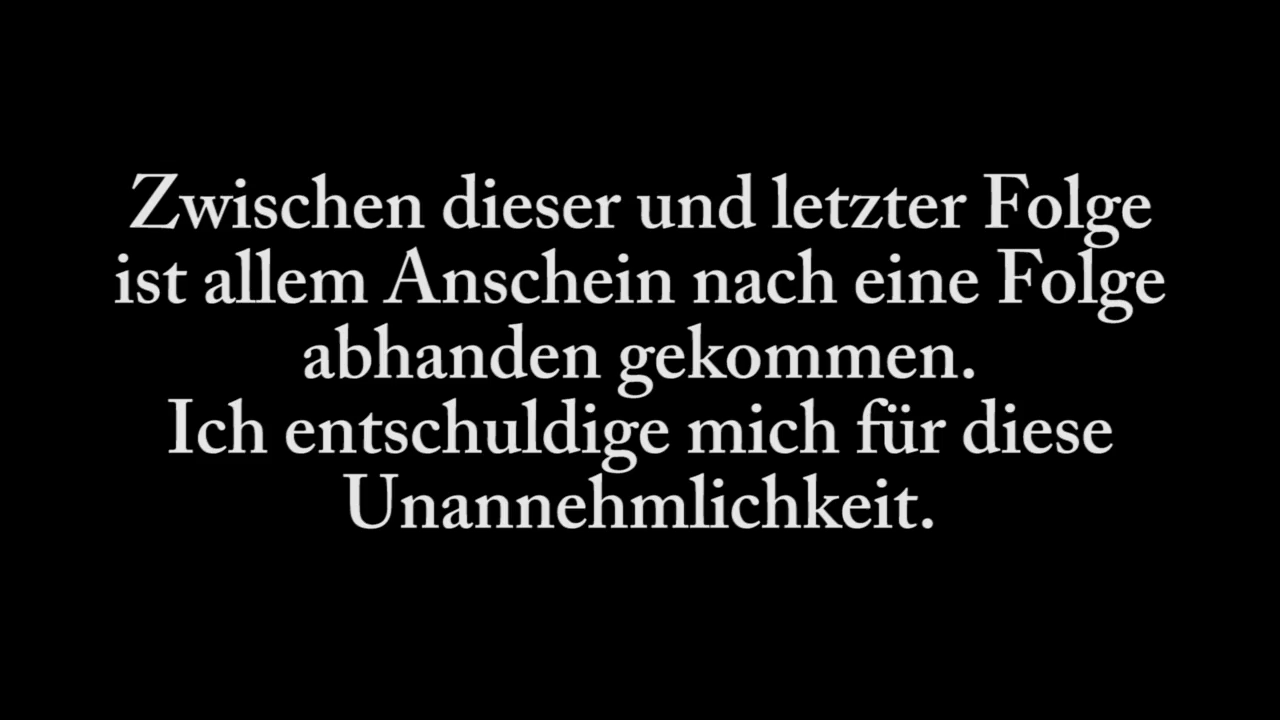 Zwischen dieser und letzter Folge
ist allem Anschein nach eine Folge
abhanden gekommen.
Ich entschuldige mich für diese
Unannehmlichkeit.